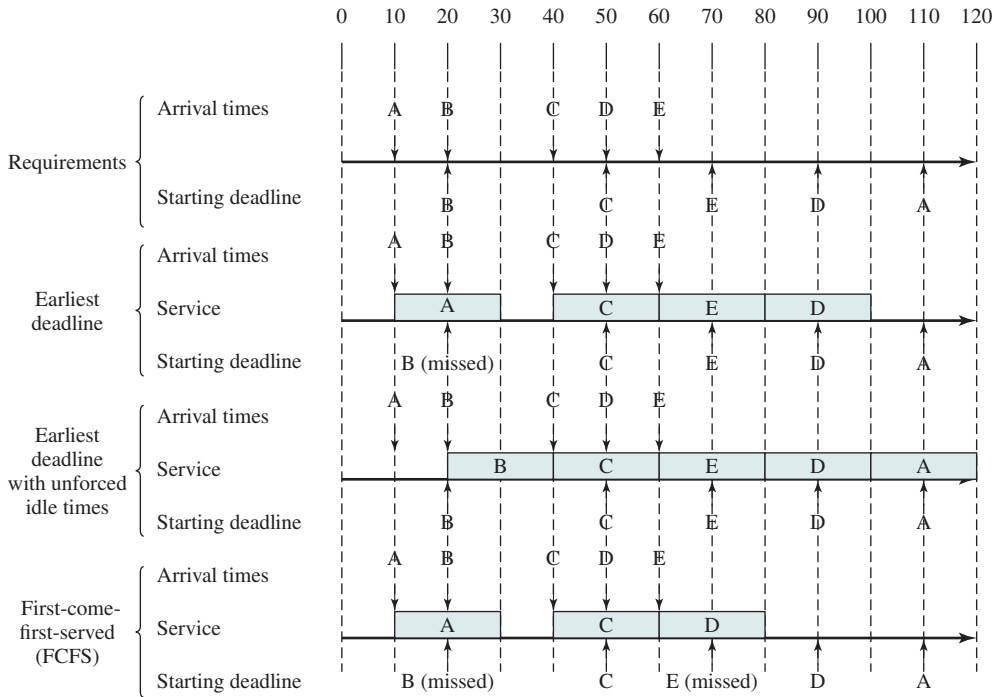 0 10 20 30 40 50 60 70 80 90 100 110 120
Arrival times A B C D E
Requirements
Starting deadline B C E D A
Arrival times A B C D E
Earliest
deadline
Service A C E D
Starting deadline B (missed) C E D A
Arrival times A B C D E
Earliest
deadline
with unforced
idle times
Service B C E D A
Starting deadline B C E D A
Arrival times A B C D E
First-come-
first-served
(FCFS)
Service A C D
Starting deadline B (missed) C E (missed) D A